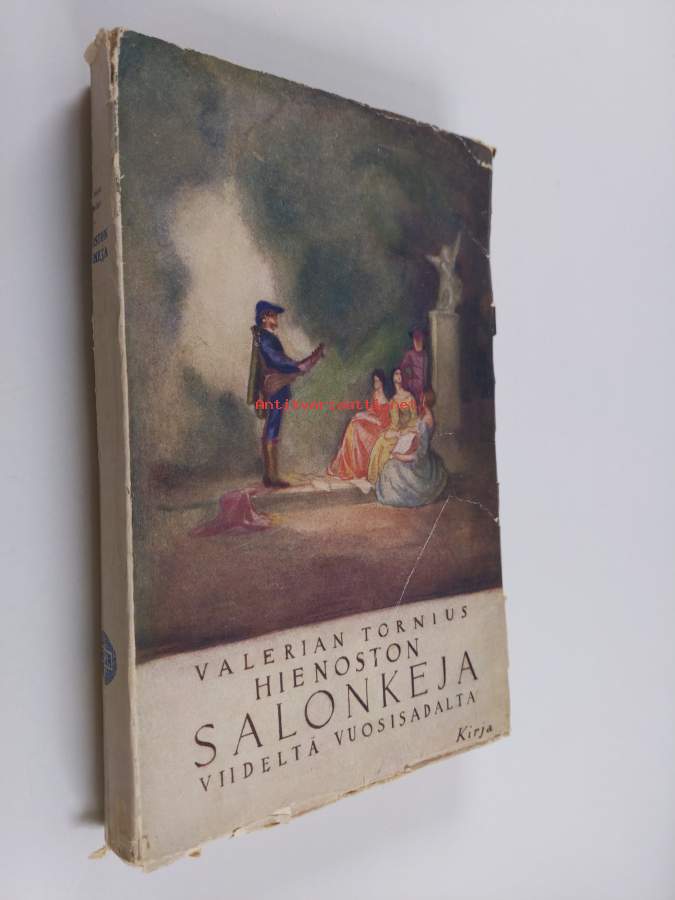 VALERIAN TORNIUS
HIENOSTON
SALONKEJA
VIIDELTÄ VUOSISADALTA
Kirja
Antikvariaatti.net